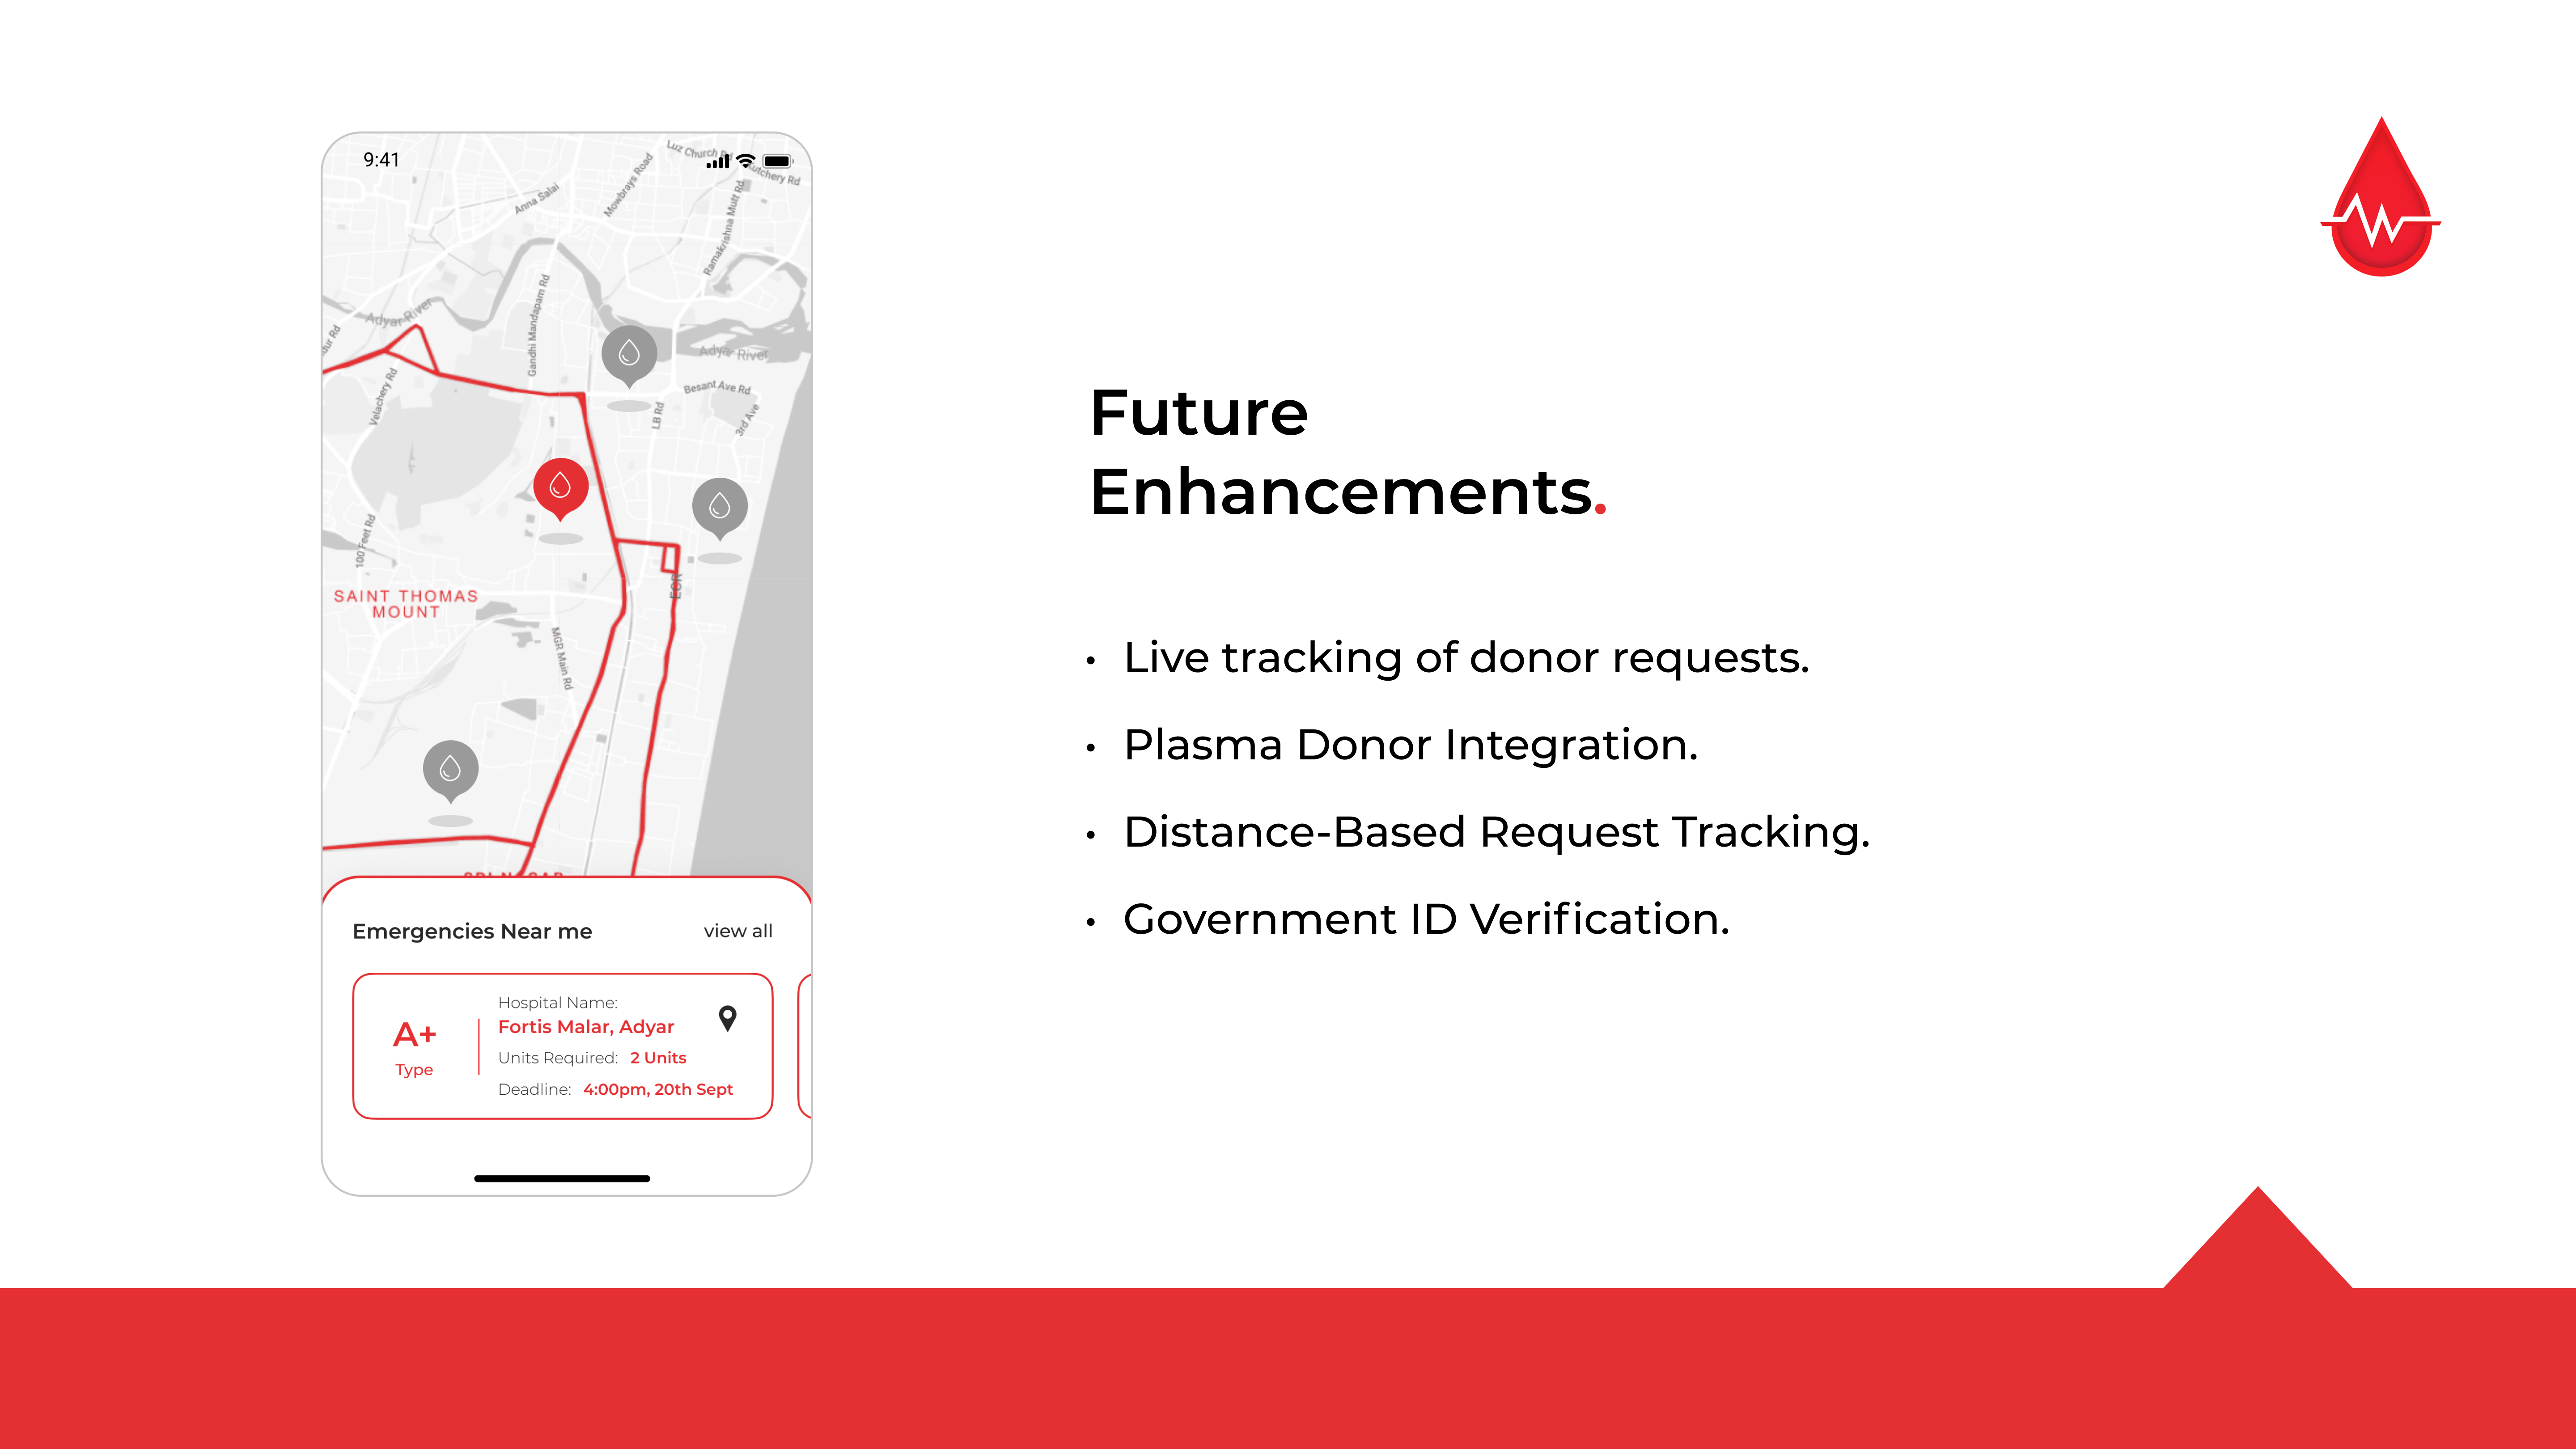 9:41
Luz Church Rd
Kutchery Rd
Anna Salai
Mowbrays Road
Ramakrishna Mutt Rd
Gandhi Mandapam Rd
Adyar River
Adyar River
Besant Ave Rd
Velachery Rd
LB Rd
3rd Ave
100 Feet Rd
ECR
SAINT THOMAS
MOUNT
MGR Main Rd
Emergencies Near me view all
Hospital Name:
A+
Fortis Malar, Adyar
Units Required: 2 Units
Type
Deadline: 4:00pm, 20th Sept
Future
Enhancements.
• Live tracking of donor requests.
• Plasma Donor Integration.
• Distance-Based Request Tracking.
• Government ID Verification.